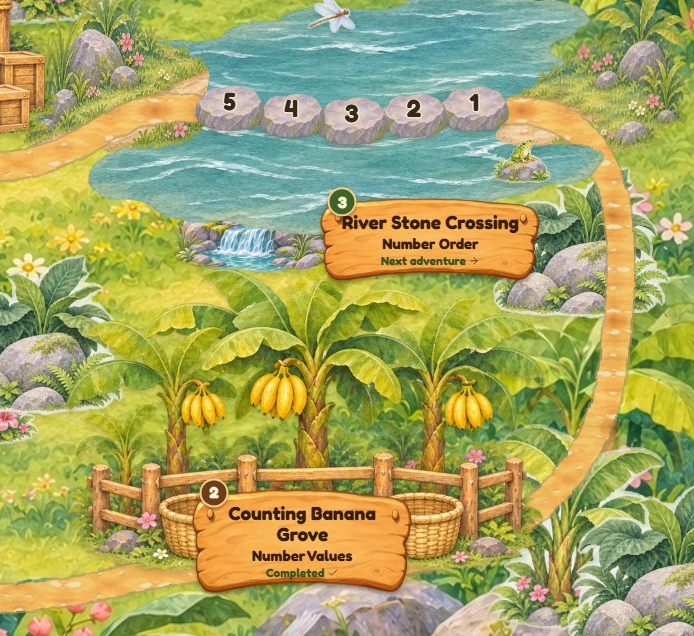 5 4 3 2 1
3
River Stone Crossing
Number Order
Next adventure →
2
Counting Banana
Grove
Number Values
Completed ✓